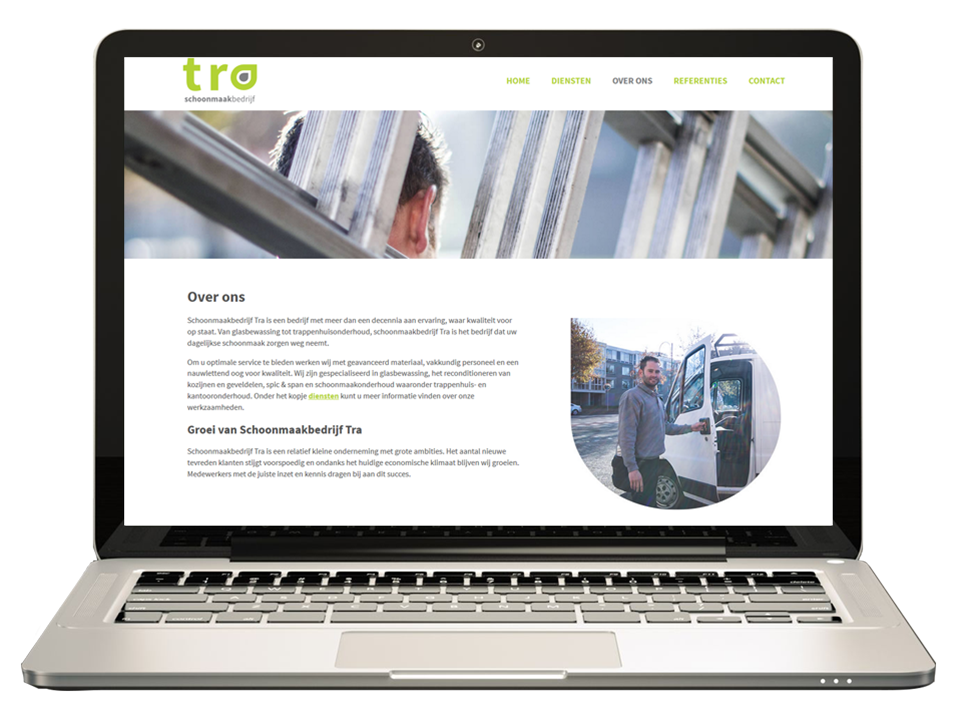 tra
schoonmaakbedrijf
HOME DIENSTEN OVER ONS REFERENTIES CONTACT
Over ons
Schoonmaakbedrijf Tra is een bedrijf met meer dan een decennia aan ervaring, waar kwaliteit voor
op staat. Van glasbewassing tot trappenhuisonderhoud, schoonmaakbedrijf Tra is het bedrijf dat uw
dagelijkse schoonmaak zorgen weg neemt.
Om u optimale service te bieden werken wij met geavanceerd materiaal, vakkundig personeel en een
nauwlettend oog voor kwaliteit. Wij zijn gespecialiseerd in glasbewassing, het reconditioneren van
kozijnen en geveldelen, spic & span en schoonmaakonderhoud waaronder trappenhuis- en
kantooronderhoud. Onder het kopje diensten kunt u meer informatie vinden over onze
werkzaamheden.
Groei van Schoonmaakbedrijf Tra
Schoonmaakbedrijf Tra is een relatief kleine onderneming met grote ambities. Het aantal nieuwe
tevreden klanten stijgt voorspoedig en ondanks het huidige economische klimaat blijven wij groeien.
Medewerkers met de juiste inzet en kennis dragen bij aan dit succes.